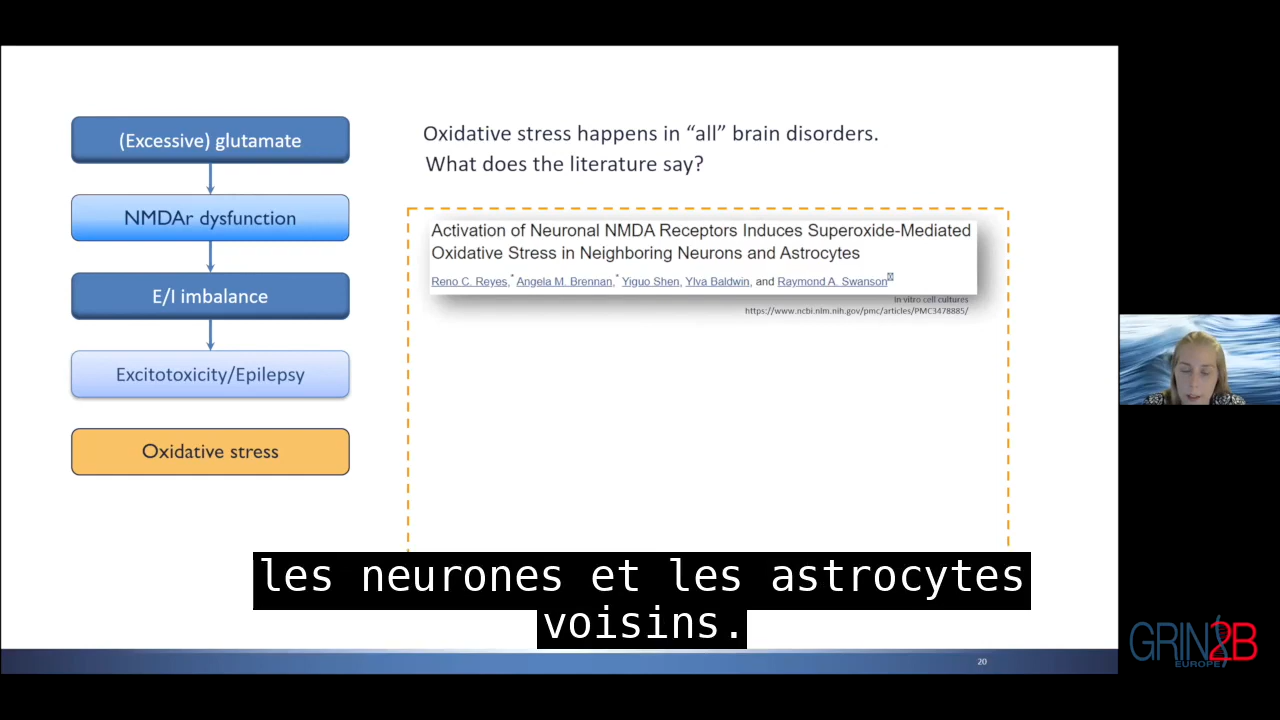 (Excessive) glutamate
NMDAr dysfunction
E/I imbalance
Excitotoxicity/Epilepsy
Oxidative stress
Oxidative stress happens in “all” brain disorders.
What does the literature say?
Activation of Neuronal NMDA Receptors Induces Superoxide-Mediated
Oxidative Stress in Neighboring Neurons and Astrocytes
Reno C. Reyes,* Angela M. Brennan,* Yiguo Shen, Ylva Baldwin, and Raymond A. Swanson
In vitro cell cultures
https://www.ncbi.nlm.nih.gov/pmc/articles/PMC3478885/
les neurones et les astrocytes
voisins.
20
GRIN2B
EUROPE